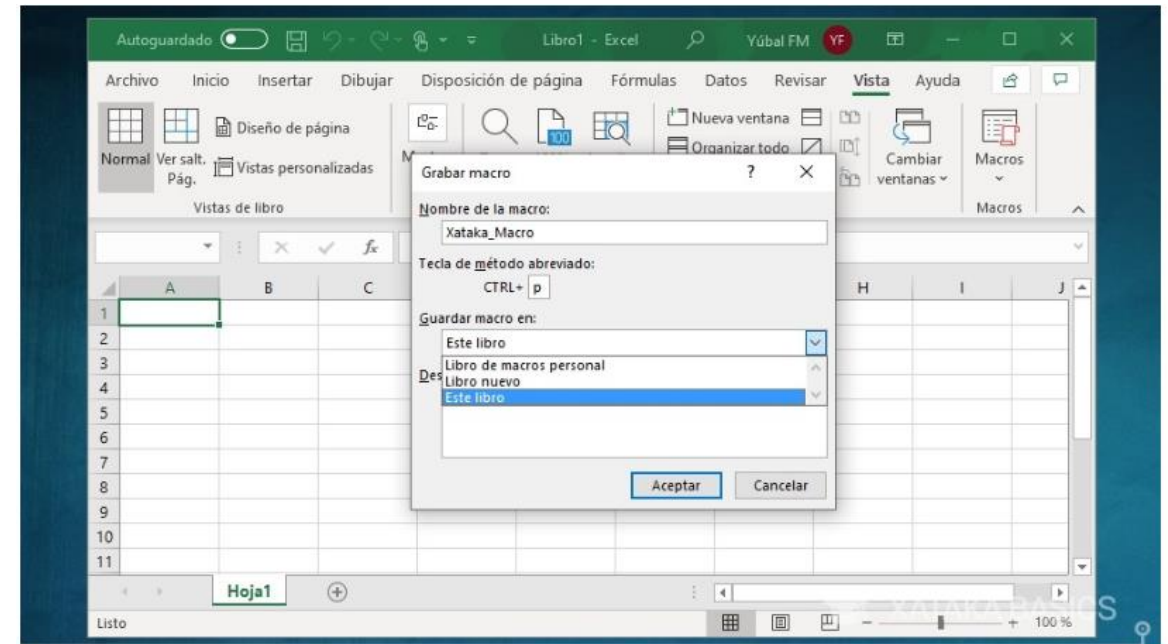 Autoguardado
Libro1 - Excel
Yúbal FM
YF
Archivo Inicio Insertar Dibujar Disposición de página Fórmulas Datos Revisar Vista Ayuda
Normal
Ver salt. Pág.
Diseño de página
Vistas personalizadas
Vistas de libro
100
Nueva ventana
Organizar todo
Cambiar
ventanas
Macros
Macros
Grabar macro
?
Nombre de la macro:
Xataka_Macro
Tecla de método abreviado:
CTRL+ p
Guardar macro en:
Este libro
Libro de macros personal
Libro nuevo
Este libro
Des
Aceptar
Cancelar
fx
A B C H I J
1
2
3
4
5
6
7
8
9
10
11
Hoja1
Listo
100 %
XATAKA BASICS